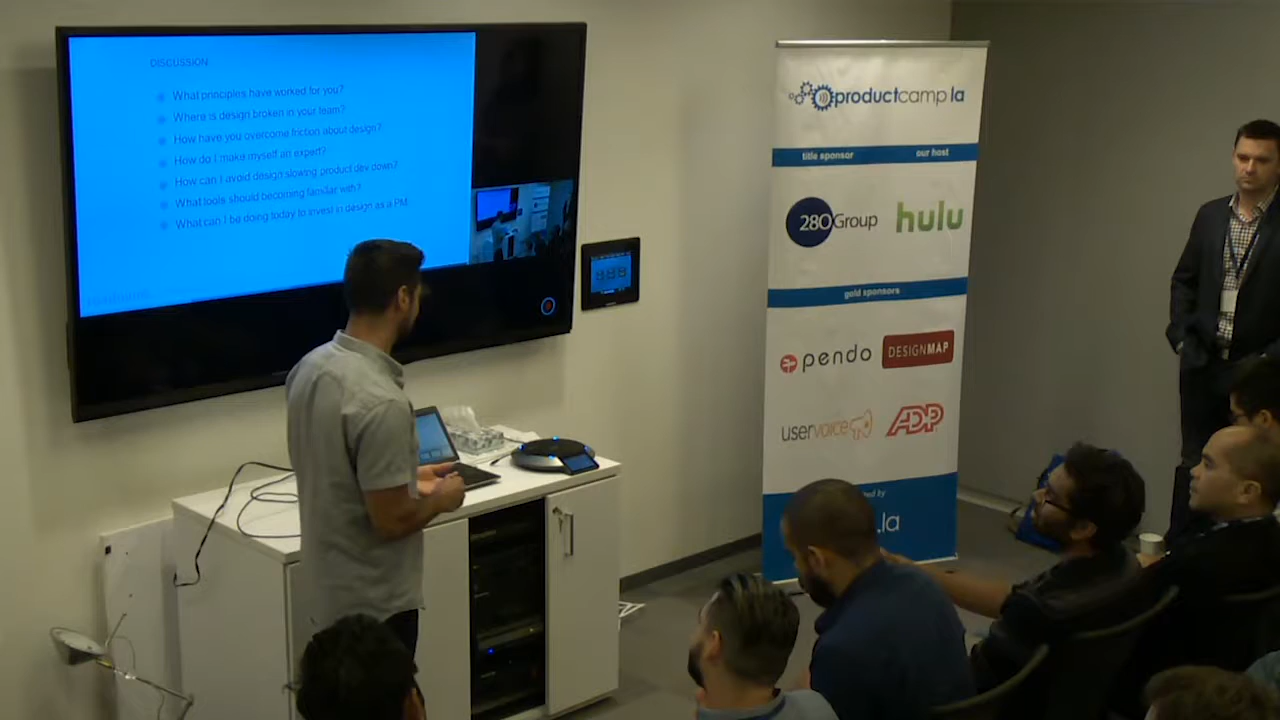 DISCUSSION
What principles have worked for you?
Where is design broken in your team?
How have you overcome friction about design?
How do I make myself an expert?
How can I avoid design slowing product dev down?
What tools should becoming familiar with?
What can I be doing today to invest in design as a PM
productcamp la
title sponsor our host
280Group hulu
gold sponsors
pendo DESIGNMAP
uservoice ADP
by
.la